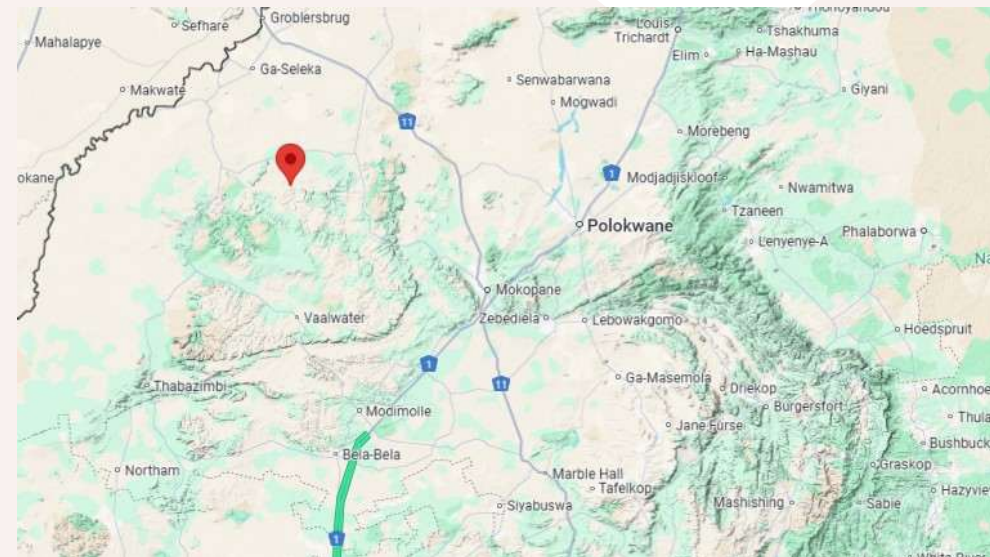 Groblersbrug
Sefhare
Mahalapye
Ga-Seleka
Makwate
Louis
Trichardt
Tshakhuma
Elim
Ha-Mashau
Senwabarwana
Giyani
Mogwadi
11
Morebeng
1
Modjadjiskloof
Nwamitwa
Tzaneen
Polokwane
Lenyenye-A
Phalaborwa
Mokopane
Vaalwater
Zebediela
Lebowakgomo
Hoedspruit
1
11
Ga-Masemola
Driekop
Thabazimbi
Acornhoe
Burgersfort
Modimolle
Jane Furse
Thula
Bushbuck
Bela-Bela
Northam
Marble Hall
Graskop
Tafelkop
Hazyview
Siyabuswa
Mashishing
Sabie
1